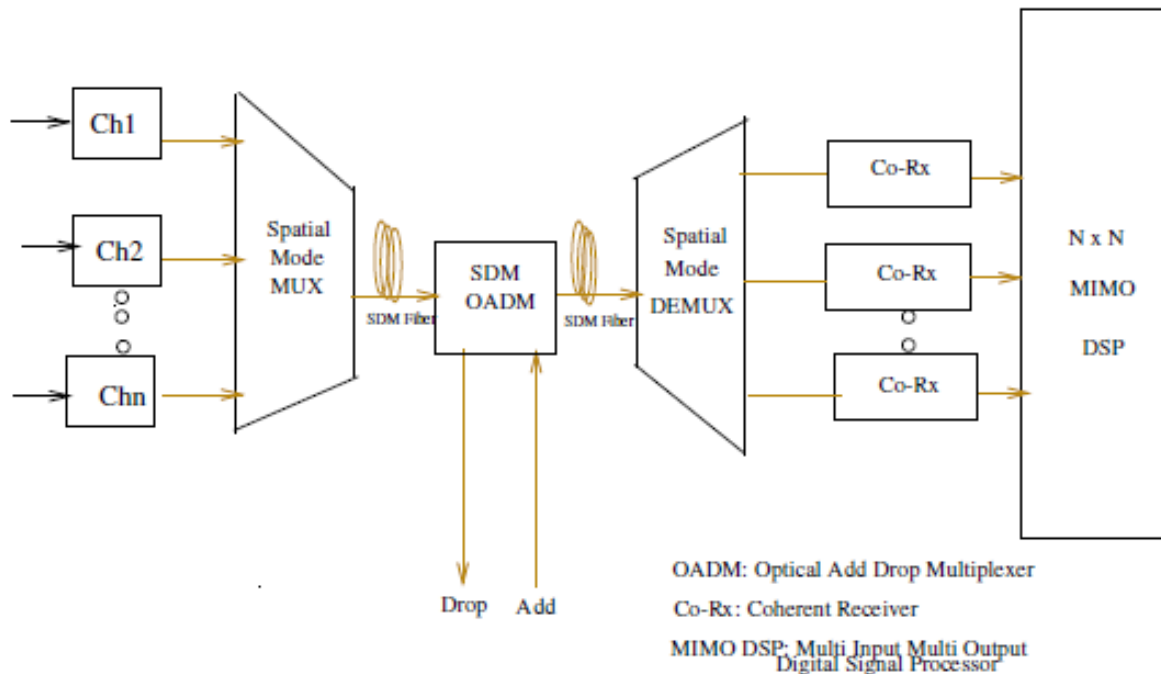 Ch1
Ch2
Chn
Spatial
Mode
MUX
SDM Fiber
SDM
OADM
SDM Fiber
Drop
Add
Spatial
Mode
DEMUX
Co-Rx
Co-Rx
Co-Rx
N x N
MIMO
DSP
OADM: Optical Add Drop Multiplexer
Co-Rx: Coherent Receiver
MIMO DSP: Multi Input Multi Output
Digital Signal Processor